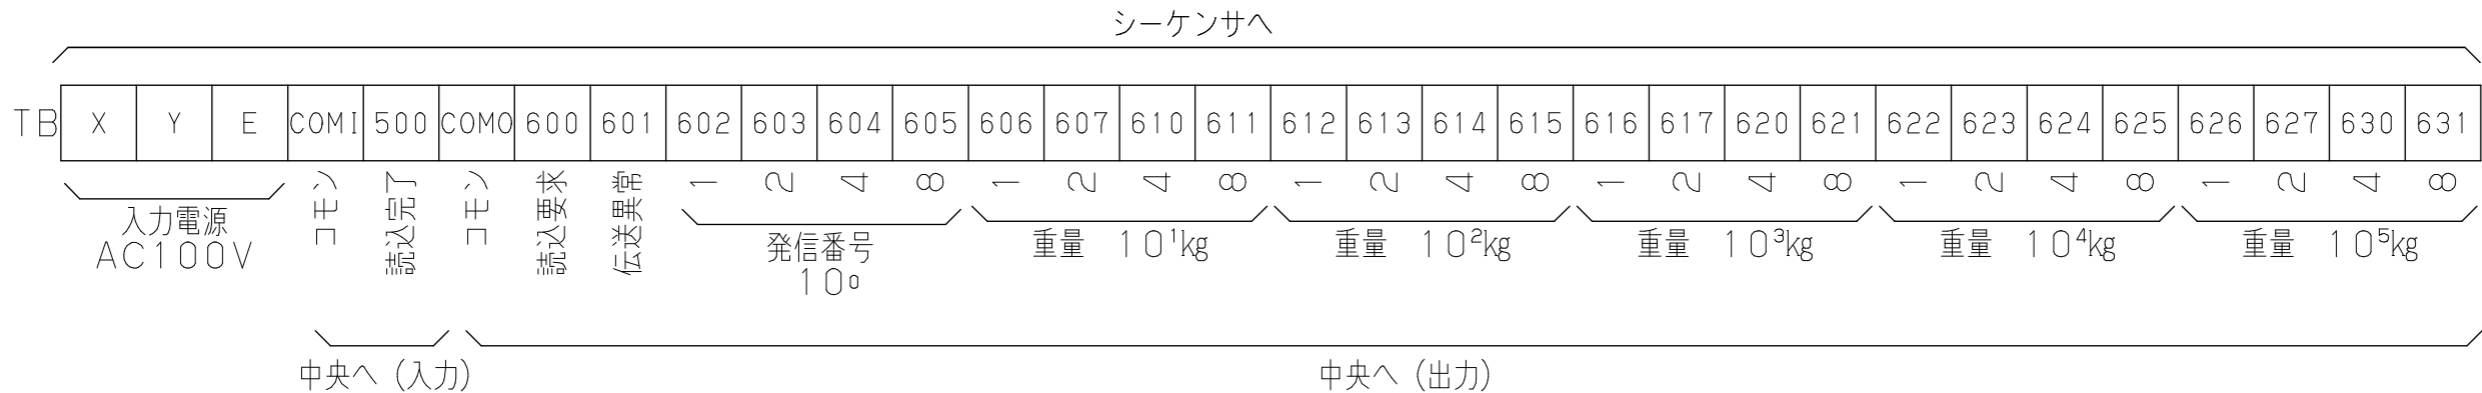 シーケンサへ
TB X Y E COMI 500 COMO 600 601 602 603 604 605 606 607 610 611 612 613 614 615 616 617 620 621 622 623 624 625 626 627 630 631
コモン 読込完了 コモン 読込要求 伝送異常 1 2 4 8 1 2 4 8 1 2 4 8 1 2 4 8 1 2 4 8 1 2 4 8
入力電源 発信番号 重量 10¹kg 重量 10²kg 重量 10³kg 重量 10⁴kg 重量 10⁵kg
AC100V 10⁰
中央へ (入力) 中央へ (出力)